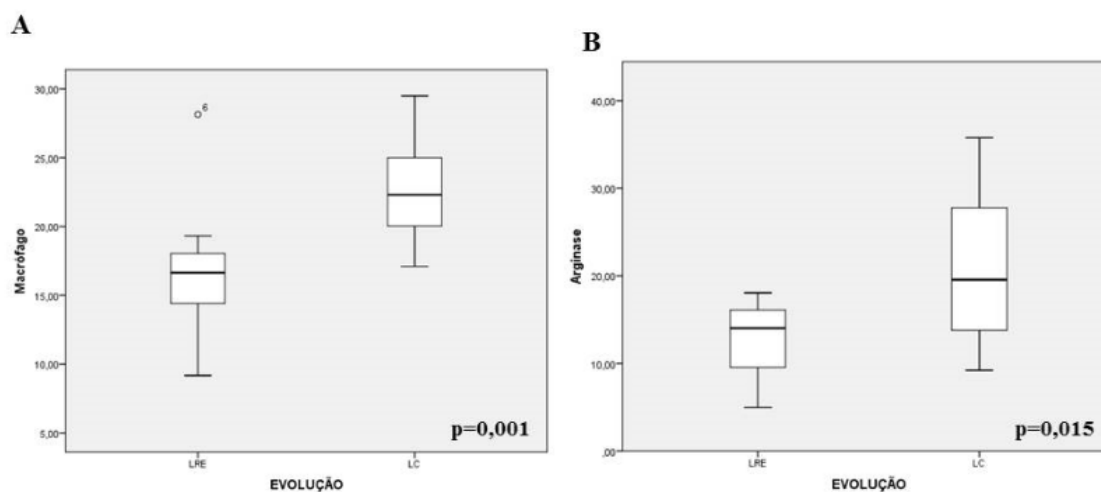 A
Macrófago
30,00
25,00
20,00
15,00
10,00
5,00
6
LRE
LC
EVOLUÇÃO
p=0,001
B
Arginase
40,00
30,00
20,00
10,00
,00
LRE
LC
EVOLUÇÃO
p=0,015